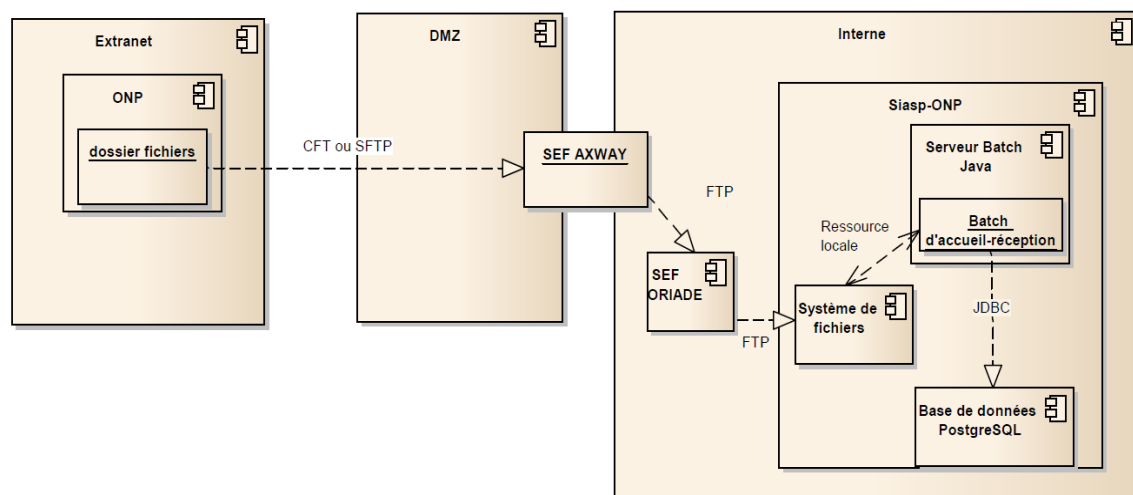 Extranet
ONP
dossier fichiers
CFT ou SFTP
DMZ
SEF AXWAY
FTP
Interne
SEF
ORIADE
FTP
Siasp-ONP
Serveur Batch
Java
Batch
d'accueil-réception
Ressource
locale
Système de
fichiers
JDBC
Base de données
PostgreSQL